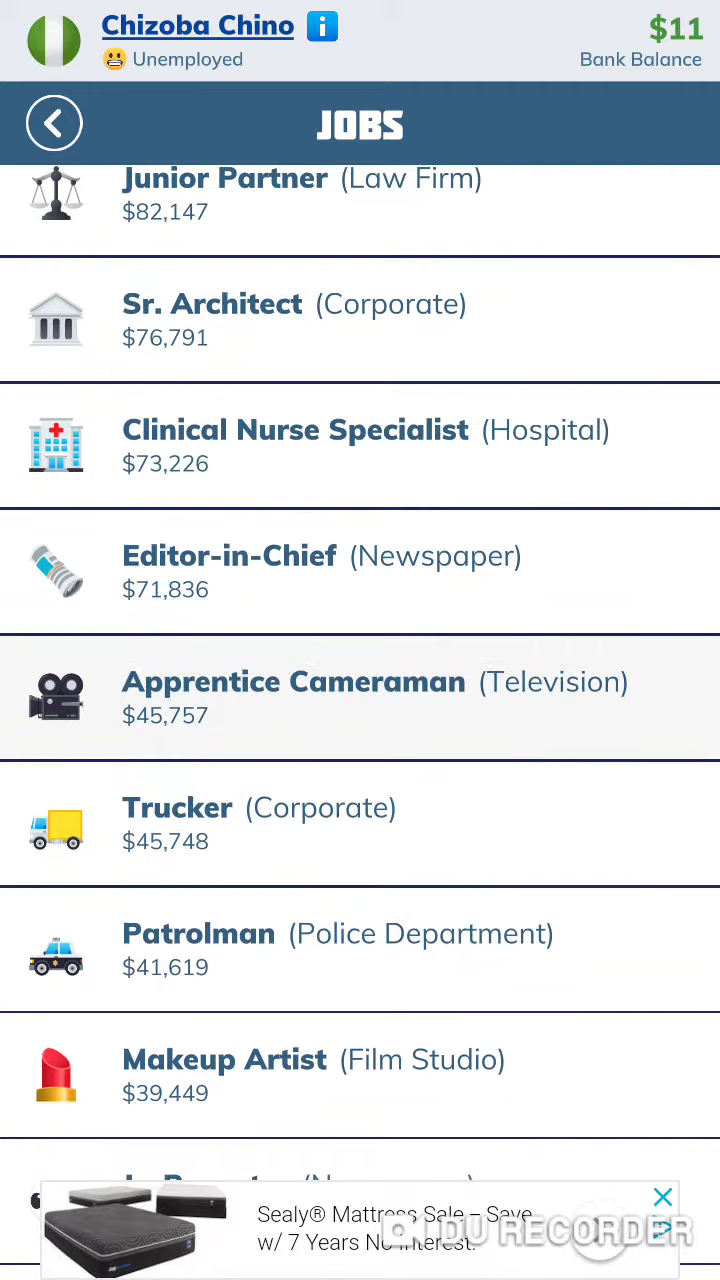 Chizoba Chino
$11
Unemployed
Bank Balance
JOBS
Junior Partner (Law Firm)
$82,147
Sr. Architect (Corporate)
$76,791
Clinical Nurse Specialist (Hospital)
$73,226
Editor-in-Chief (Newspaper)
$71,836
Apprentice Cameraman (Television)
$45,757
Trucker (Corporate)
$45,748
Patrolman (Police Department)
$41,619
Makeup Artist (Film Studio)
$39,449
Sealy® Mattress Sale – Save
w/ 7 Years No Interest.
DU RECORDER